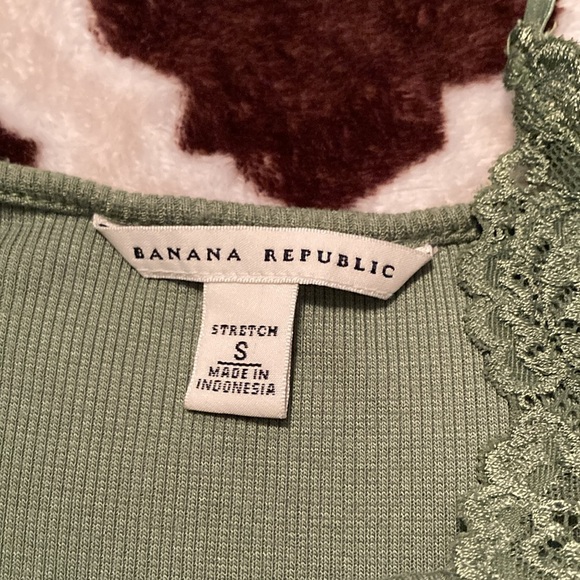 BANANA REPUBLIC
STRETCH
S
MADE IN
INDONESIA